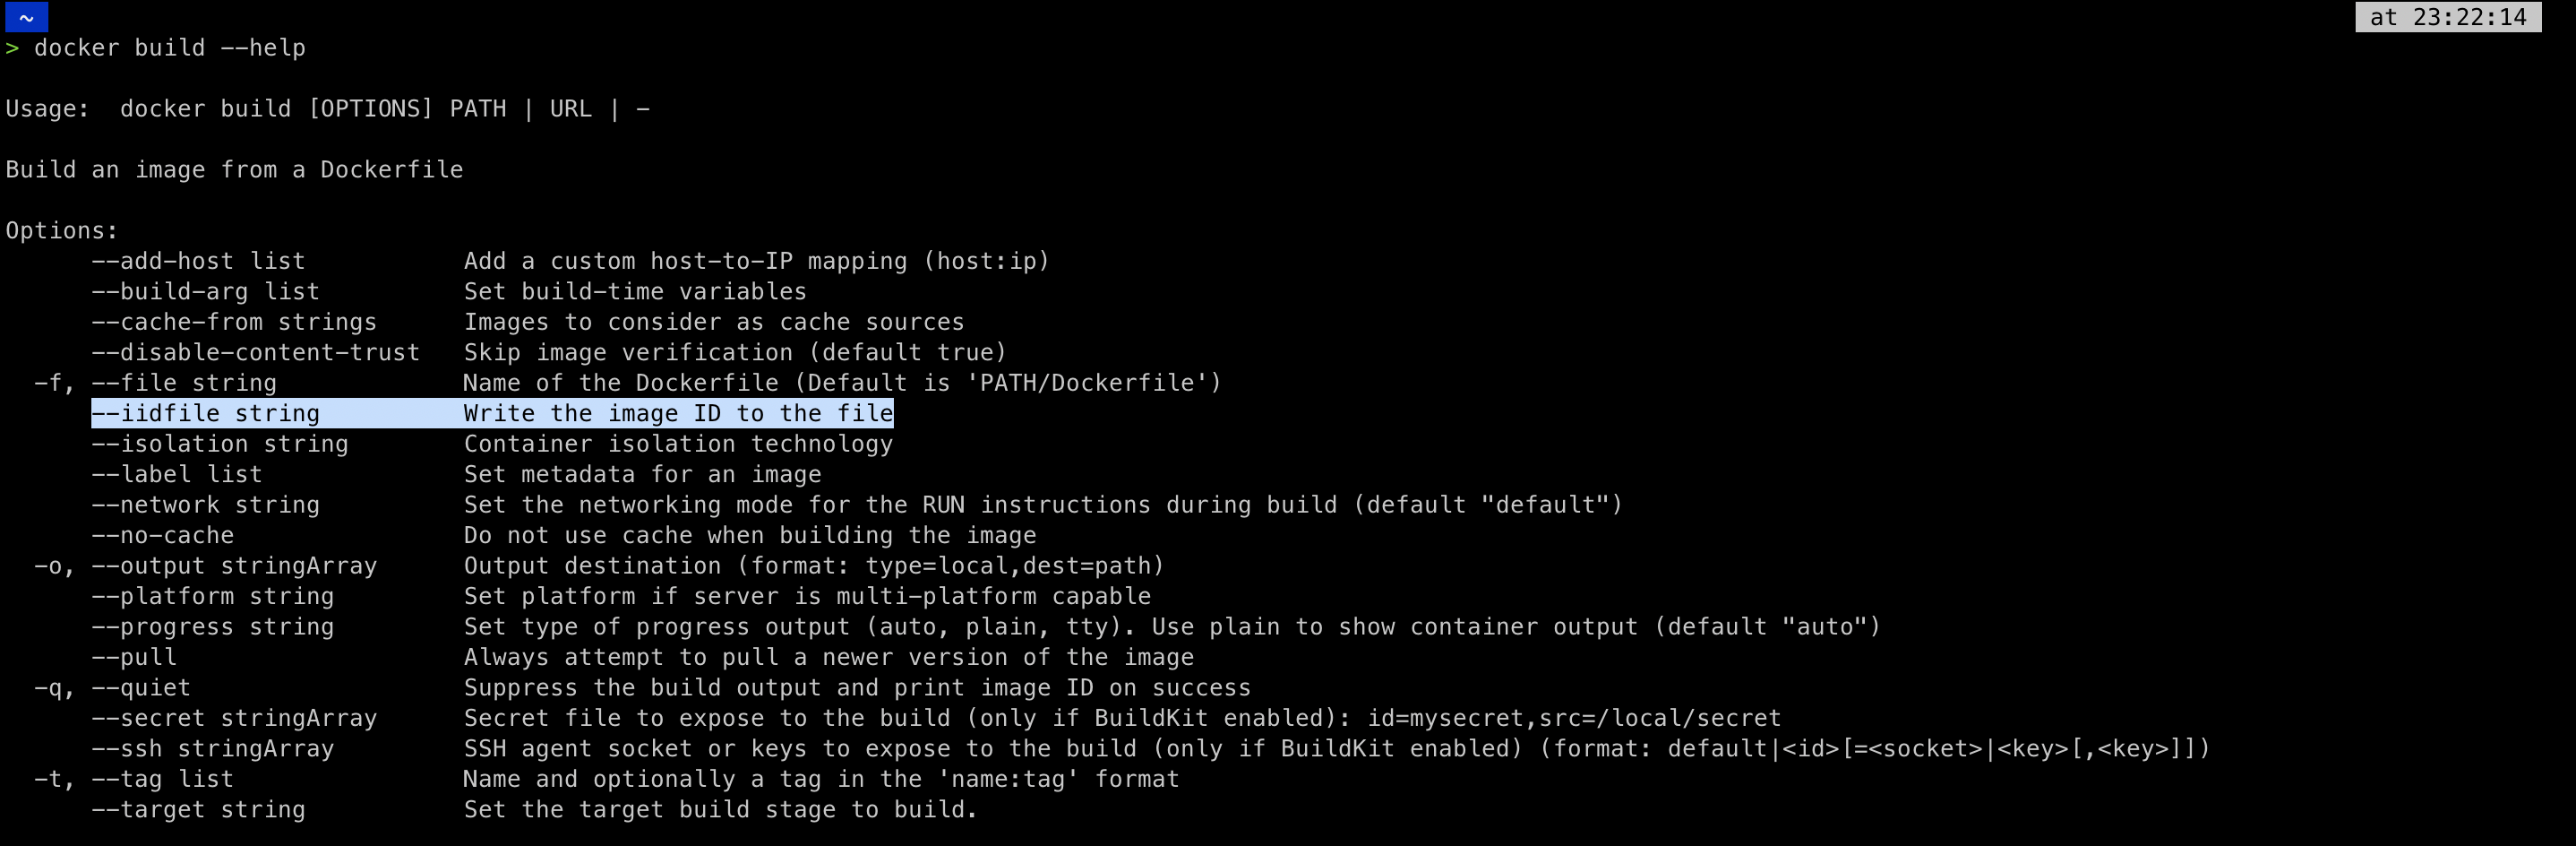 ~ at 23:22:14
> docker build --help

Usage:  docker build [OPTIONS] PATH | URL | -

Build an image from a Dockerfile

Options:
      --add-host list           Add a custom host-to-IP mapping (host:ip)
      --build-arg list          Set build-time variables
      --cache-from strings      Images to consider as cache sources
      --disable-content-trust   Skip image verification (default true)
  -f, --file string             Name of the Dockerfile (Default is 'PATH/Dockerfile')
      --iidfile string          Write the image ID to the file
      --isolation string        Container isolation technology
      --label list              Set metadata for an image
      --network string          Set the networking mode for the RUN instructions during build (default "default")
      --no-cache                Do not use cache when building the image
  -o, --output stringArray      Output destination (format: type=local,dest=path)
      --platform string         Set platform if server is multi-platform capable
      --progress string         Set type of progress output (auto, plain, tty). Use plain to show container output (default "auto")
      --pull                    Always attempt to pull a newer version of the image
  -q, --quiet                   Suppress the build output and print image ID on success
      --secret stringArray      Secret file to expose to the build (only if BuildKit enabled): id=mysecret,src=/local/secret
      --ssh stringArray         SSH agent socket or keys to expose to the build (only if BuildKit enabled) (format: default|<id>[=<socket>|<key>[,<key>]])
  -t, --tag list                Name and optionally a tag in the 'name:tag' format
      --target string           Set the target build stage to build.